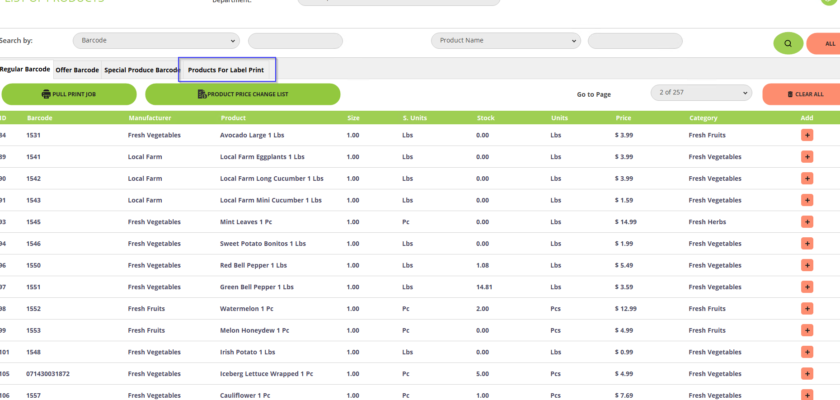 LIST OF PRODUCTS
Department:
Search by: Barcode Product Name ALL
Regular Barcode Offer Barcode Special Produce Barcode Products For Label Print
PULL PRINT JOB PRODUCT PRICE CHANGE LIST Go to Page 2 of 257 CLEAR ALL
ID Barcode Manufacturer Product Size S. Units Stock Units Price Category Add
84 1531 Fresh Vegetables Avocado Large 1 Lbs 1.00 Lbs 0.00 Lbs $ 3.99 Fresh Fruits +
89 1541 Local Farm Local Farm Eggplants 1 Lbs 1.00 Lbs 0.00 Lbs $ 3.99 Fresh Vegetables +
90 1542 Local Farm Local Farm Long Cucumber 1 Lbs 1.00 Lbs 0.00 Lbs $ 3.99 Fresh Vegetables +
91 1543 Local Farm Local Farm Mini Cucumber 1 Lbs 1.00 Lbs 0.00 Lbs $ 1.59 Fresh Vegetables +
93 1545 Fresh Vegetables Mint Leaves 1 Pc 1.00 Pc 0.00 Lbs $ 14.99 Fresh Herbs +
94 1546 Fresh Vegetables Sweet Potato Bonitos 1 Lbs 1.00 Lbs 0.00 Lbs $ 1.99 Fresh Vegetables +
96 1550 Fresh Vegetables Red Bell Pepper 1 Lbs 1.00 Lbs 1.08 Lbs $ 5.49 Fresh Vegetables +
97 1551 Fresh Vegetables Green Bell Pepper 1 Lbs 1.00 Lbs 14.81 Lbs $ 3.59 Fresh Vegetables +
98 1552 Fresh Fruits Watermelon 1 Pc 1.00 Pc 2.00 Pcs $ 12.99 Fresh Fruits +
99 1553 Fresh Fruits Melon Honeydew 1 Pc 1.00 Pc 0.00 Pcs $ 4.99 Fresh Fruits +
101 1548 Fresh Vegetables Irish Potato 1 Lbs 1.00 Lbs 0.00 Lbs $ 0.99 Fresh Vegetables +
105 071430031872 Fresh Vegetables Iceberg Lettuce Wrapped 1 Pc 1.00 Pc 5.00 Pcs $ 4.99 Fresh Vegetables +
106 1557 Fresh Vegetables Cauliflower 1 Pc 1.00 Pc 1.00 Pcs $ 7.69 Fresh Vegetables +